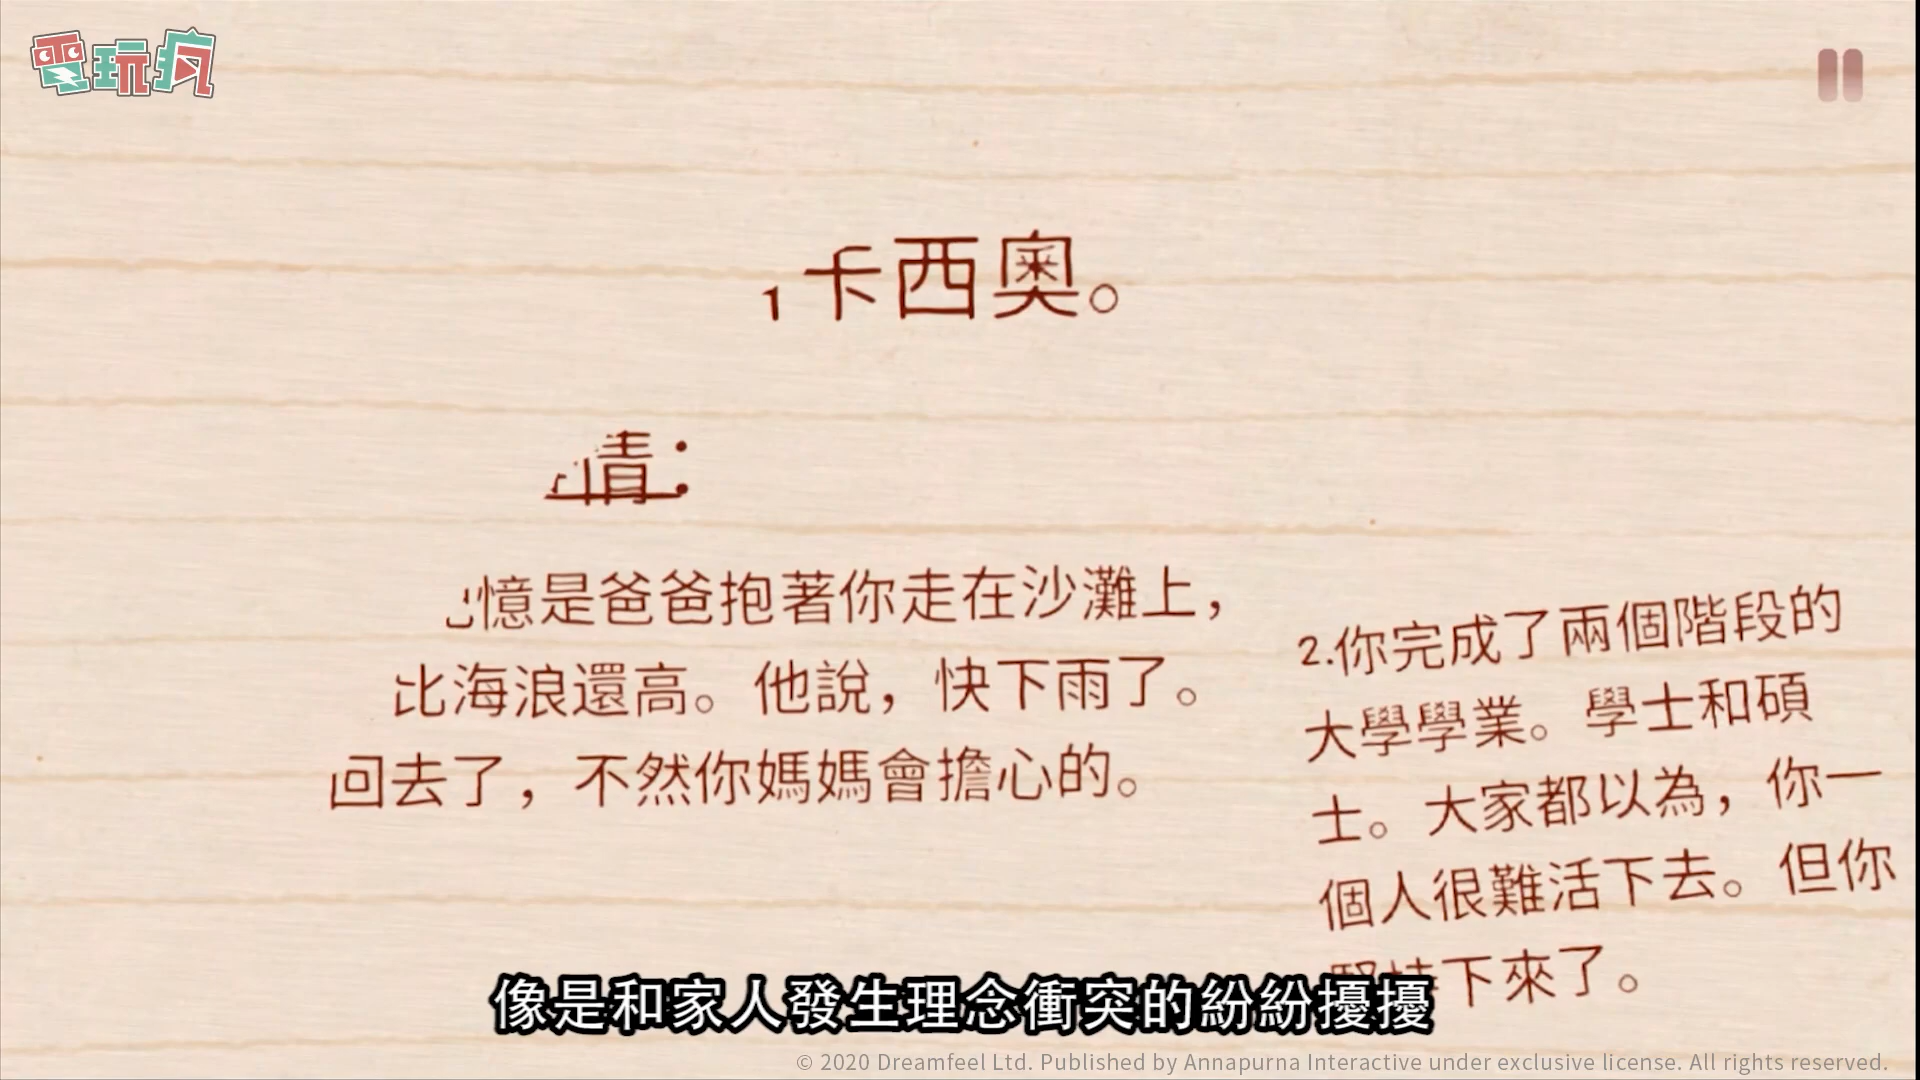 電玩瘋
卡西奧。
情：
憶是爸爸抱著你走在沙灘上，
比海浪還高。他說，快下雨了。
回去了，不然你媽媽會擔心的。
2.你完成了兩個階段的
大學學業。學士和碩
士。大家都以為，你一
個人很難活下去。但你
下來了。
像是和家人發生理念衝突的紛紛擾擾
© 2020 Dreamfeel Ltd. Published by Annapurna Interactive under exclusive license. All rights reserved.